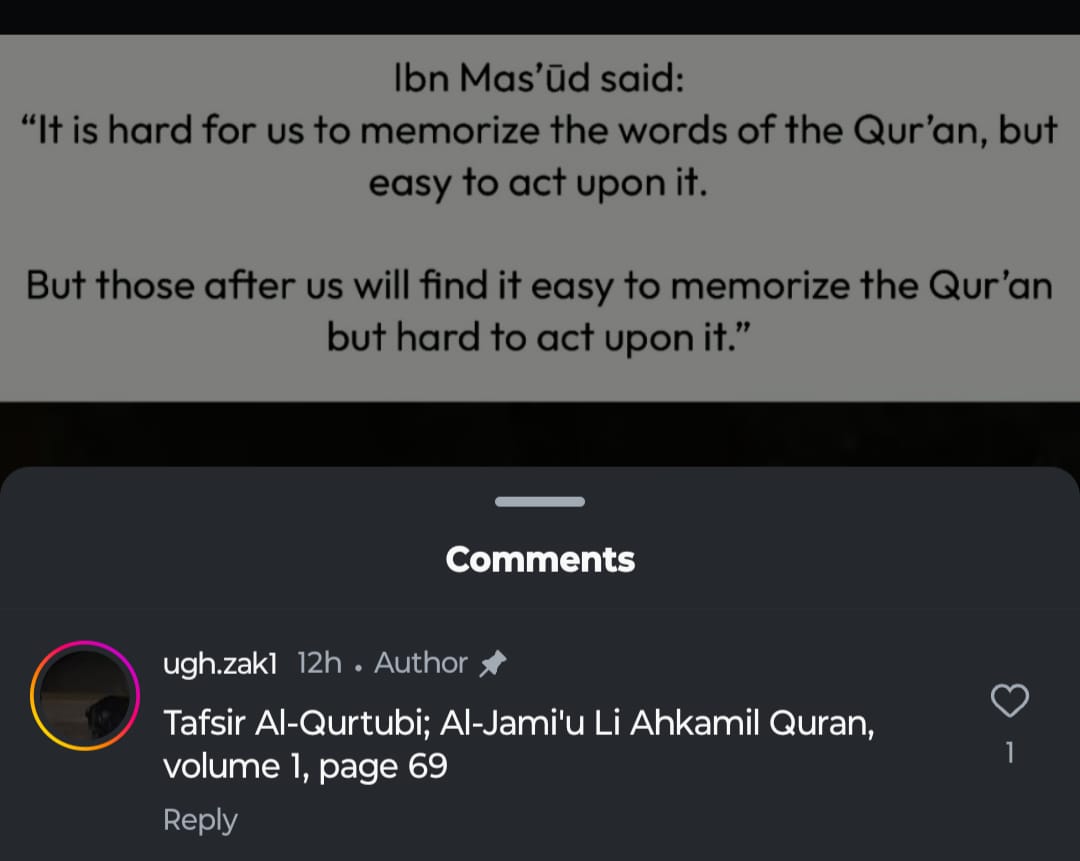 Ibn Mas’ūd said:
“It is hard for us to memorize the words of the Qur’an, but
easy to act upon it.
But those after us will find it easy to memorize the Qur’an
but hard to act upon it.”
Comments
ugh.zak1 12h • Author
Tafsir Al-Qurtubi; Al-Jami'u Li Ahkamil Quran,
volume 1, page 69
1
Reply